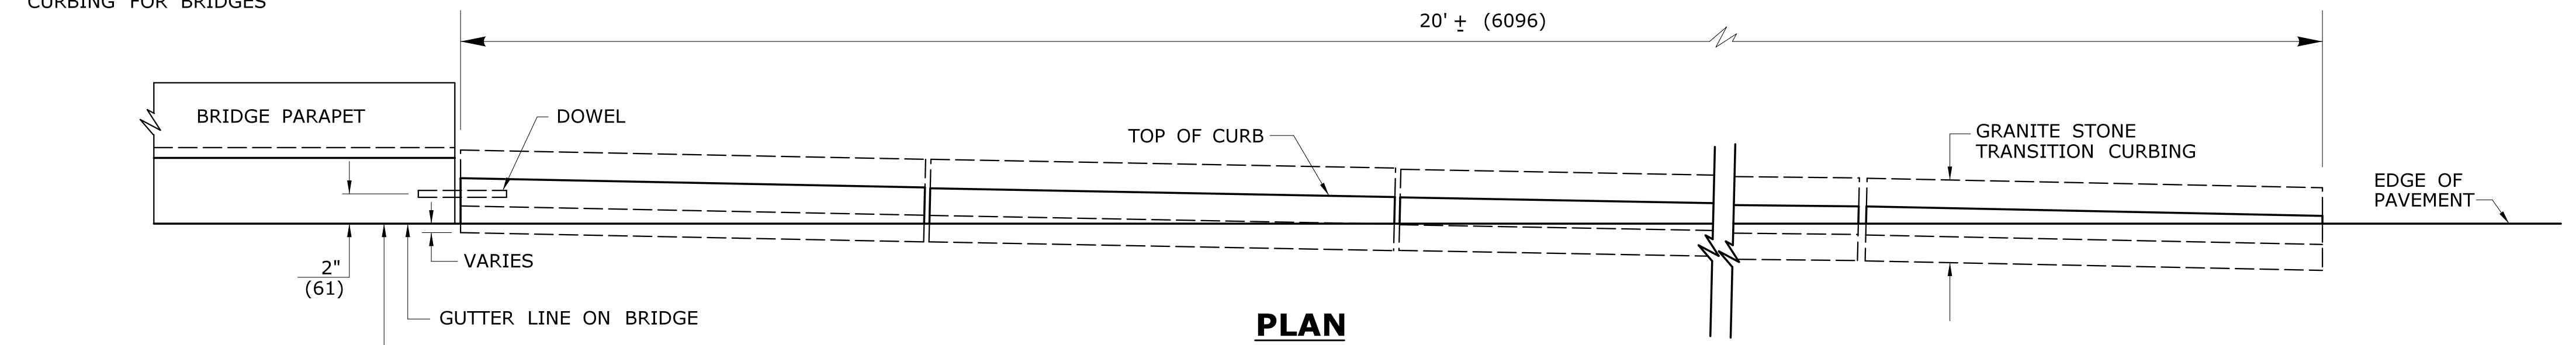 CURBING FOR BRIDGES
20' ± (6096)
BRIDGE PARAPET
DOWEL
TOP OF CURB
GRANITE STONE
TRANSITION CURBING
EDGE OF
PAVEMENT
VARIES
2"
(61)
GUTTER LINE ON BRIDGE
PLAN